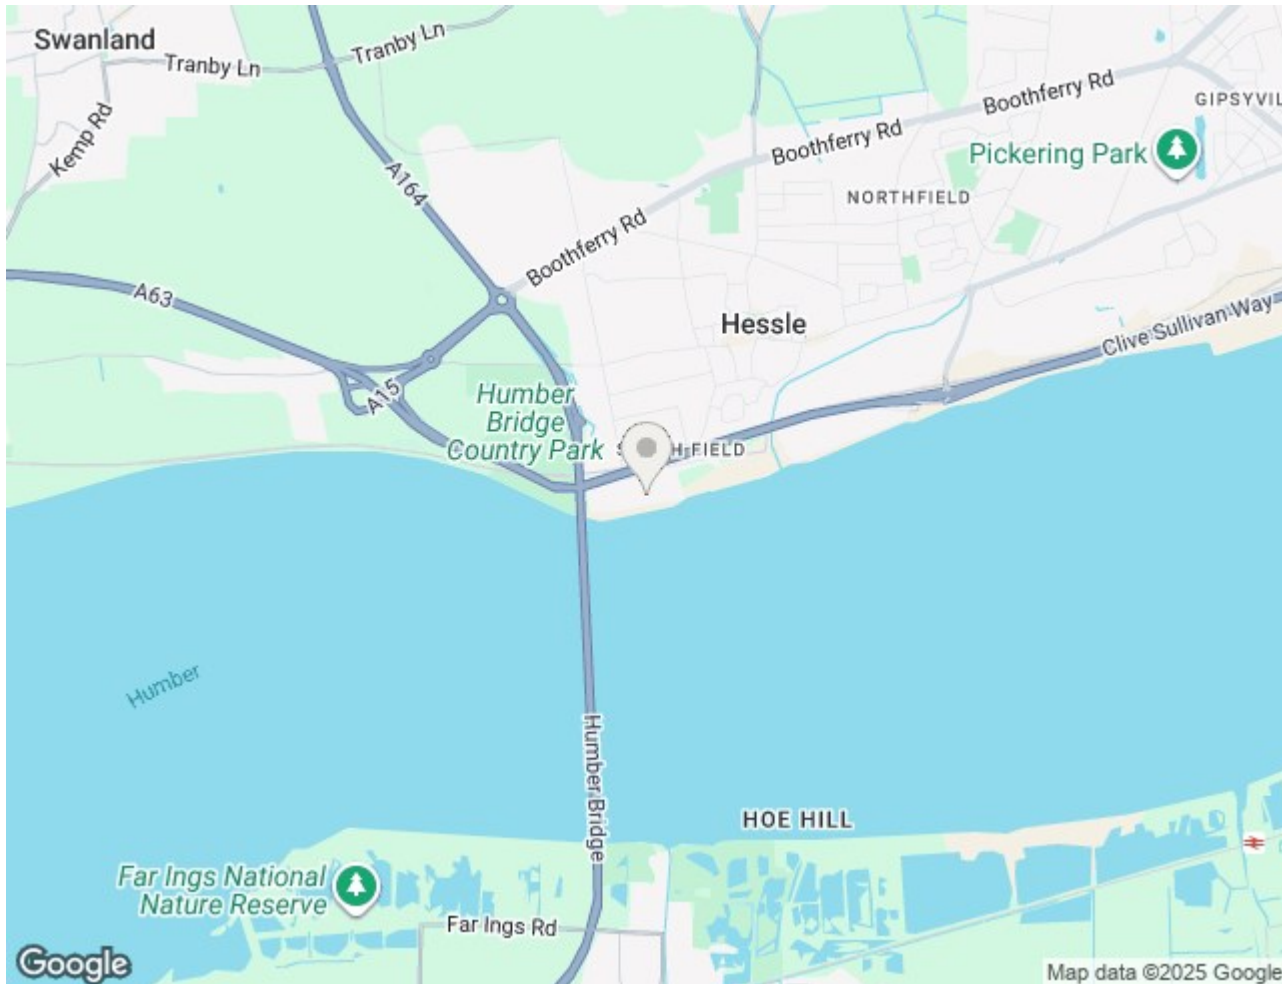 Swanland
Tranby Ln
Tranby Ln
Kemp Rd
A164
Boothferry Rd
Boothferry Rd
Boothferry Rd
GIPSYVIL
Pickering Park
NORTHFIELD
A63
Hessle
Clive Sullivan Way
A15
Humber
Bridge
Country Park
FIELD
Humber
Humber Bridge
HOE HILL
Far Ings National
Nature Reserve
Far Ings Rd
Google
Map data ©2025 Google